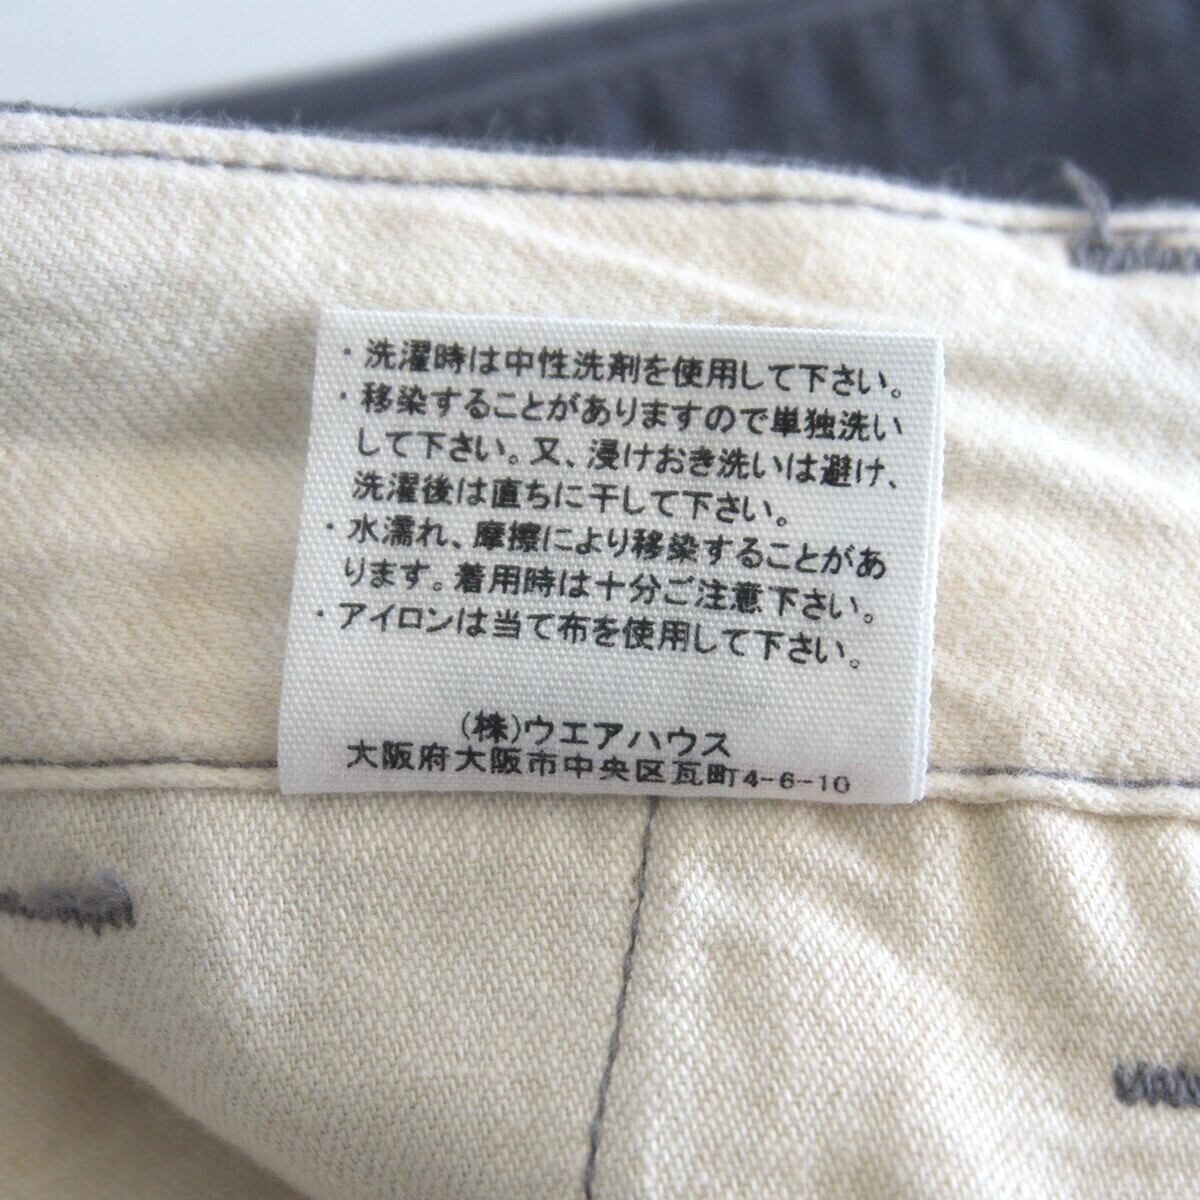 ・洗濯時は中性洗剤を使用して下さい。
・移染することがありますので単独洗い
して下さい。又、浸けおき洗いは避け、
洗濯後は直ちに干して下さい。
・水濡れ、摩擦により移染することがあ
ります。着用時は十分ご注意下さい。
・アイロンは当て布を使用して下さい。
(株)ウエアハウス
大阪府大阪市中央区瓦町4-6-10